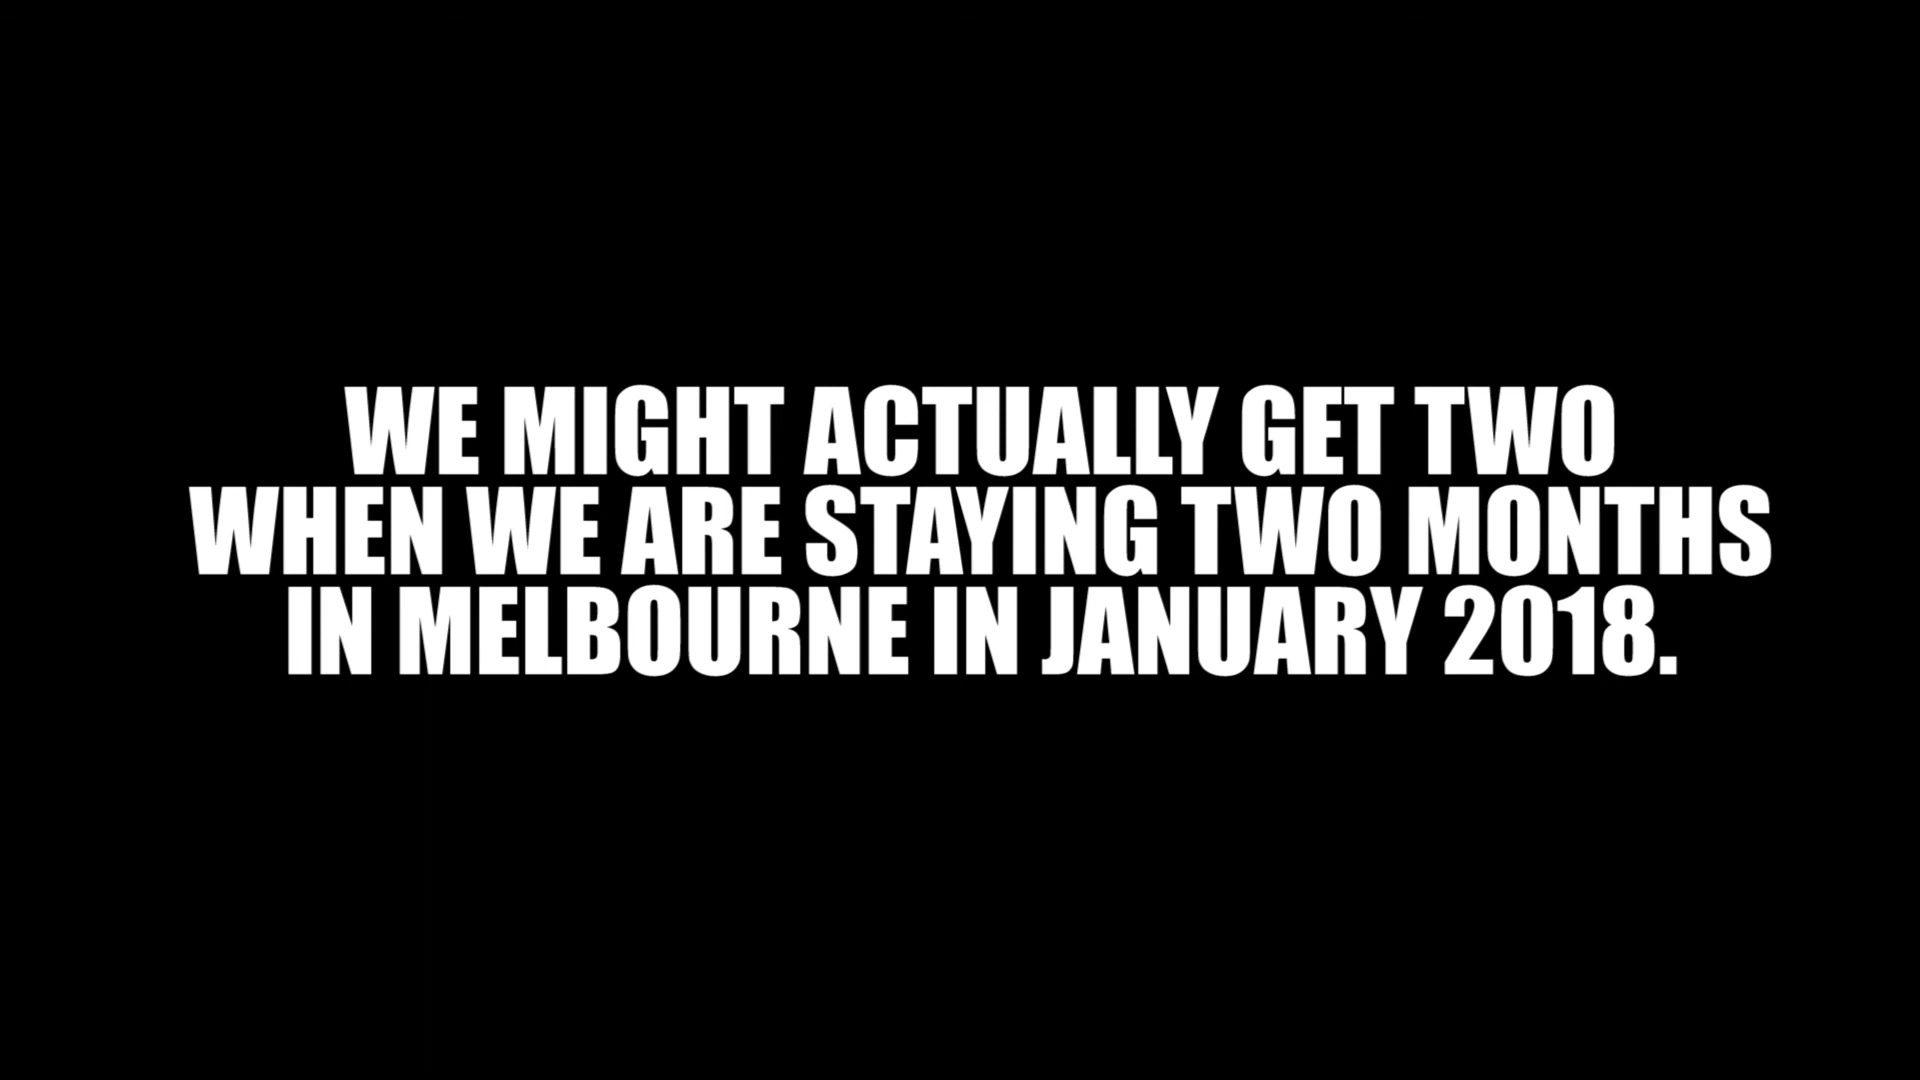 WE MIGHT ACTUALLY GET TWO
WHEN WE ARE STAYING TWO MONTHS
IN MELBOURNE IN JANUARY 2018.